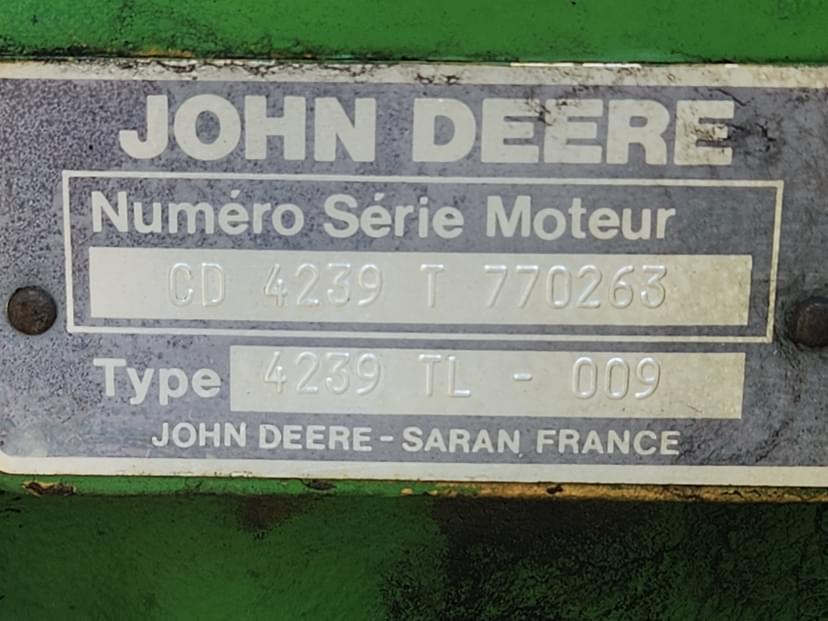 JOHN DEERE
Numéro Série Moteur
CD 4239 T 770263
Type 4239 TL - 009
JOHN DEERE - SARAN FRANCE